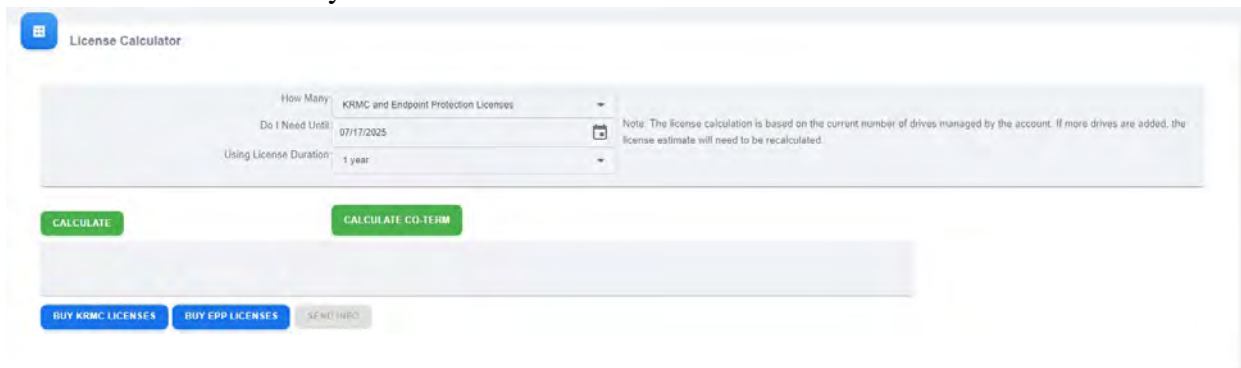 License Calculator
How Many:
KRMC and Endpoint Protection Licenses
Do I Need Until:
07/17/2025
Using License Duration:
1 year
Note: The license calculation is based on the current number of drives managed by the account. If more drives are added, the
license estimate will need to be recalculated.
CALCULATE
CALCULATE CO-TERM
BUY KRMC LICENSES
BUY EPP LICENSES
SEND INFO